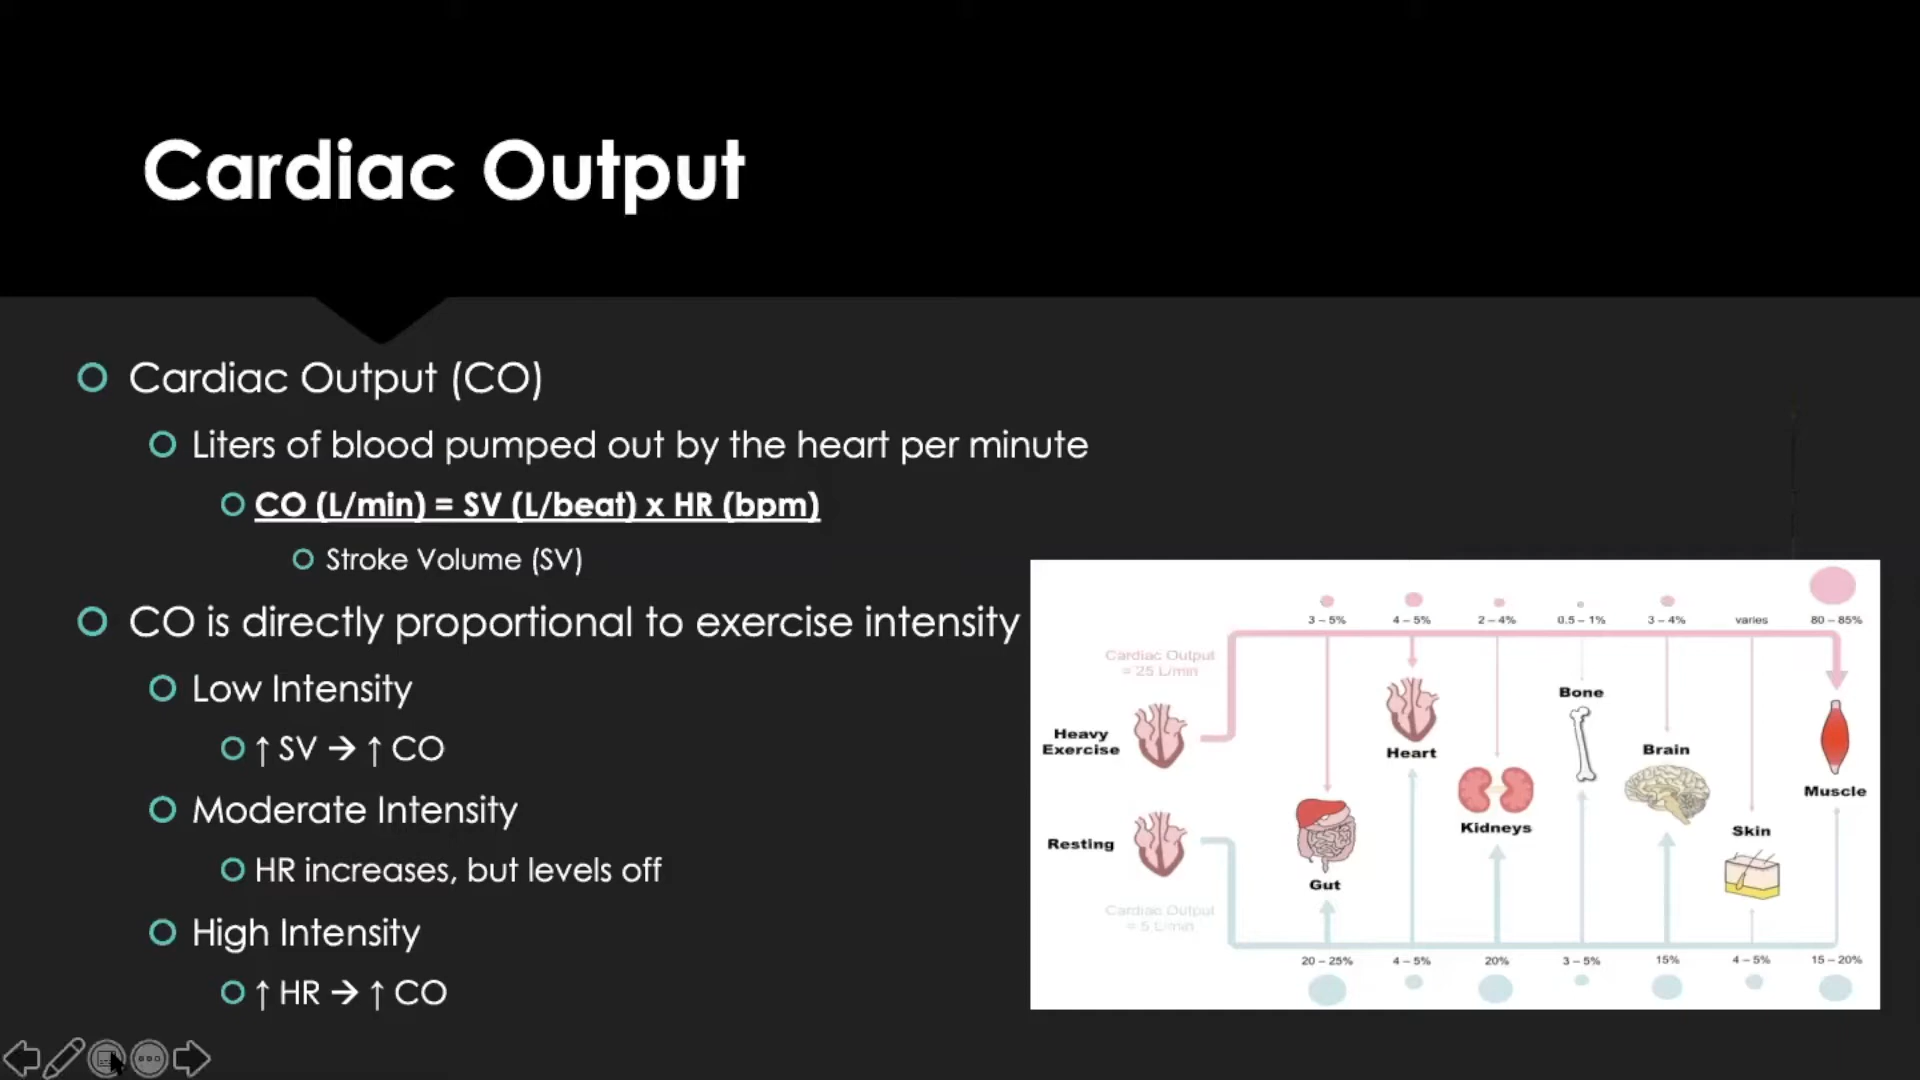 Cardiac Output
Cardiac Output (CO)
Liters of blood pumped out by the heart per minute
CO (L/min) = SV (L/beat) x HR (bpm)
Stroke Volume (SV)
CO is directly proportional to exercise intensity
Low Intensity
↑ SV → ↑ CO
Moderate Intensity
HR increases, but levels off
High Intensity
↑ HR → ↑ CO
3 – 5% 4 – 5% 2 – 4% 0.5 – 1% 3 – 4% varies 80 – 85%
Cardiac Output
= 25 L/min
Heavy
Exercise
Heart
Bone
Brain
Muscle
Kidneys
Skin
Resting
Gut
Cardiac Output
= 5 L/min
20 – 25% 4 – 5% 20% 3 – 5% 15% 4 – 5% 15 – 20%